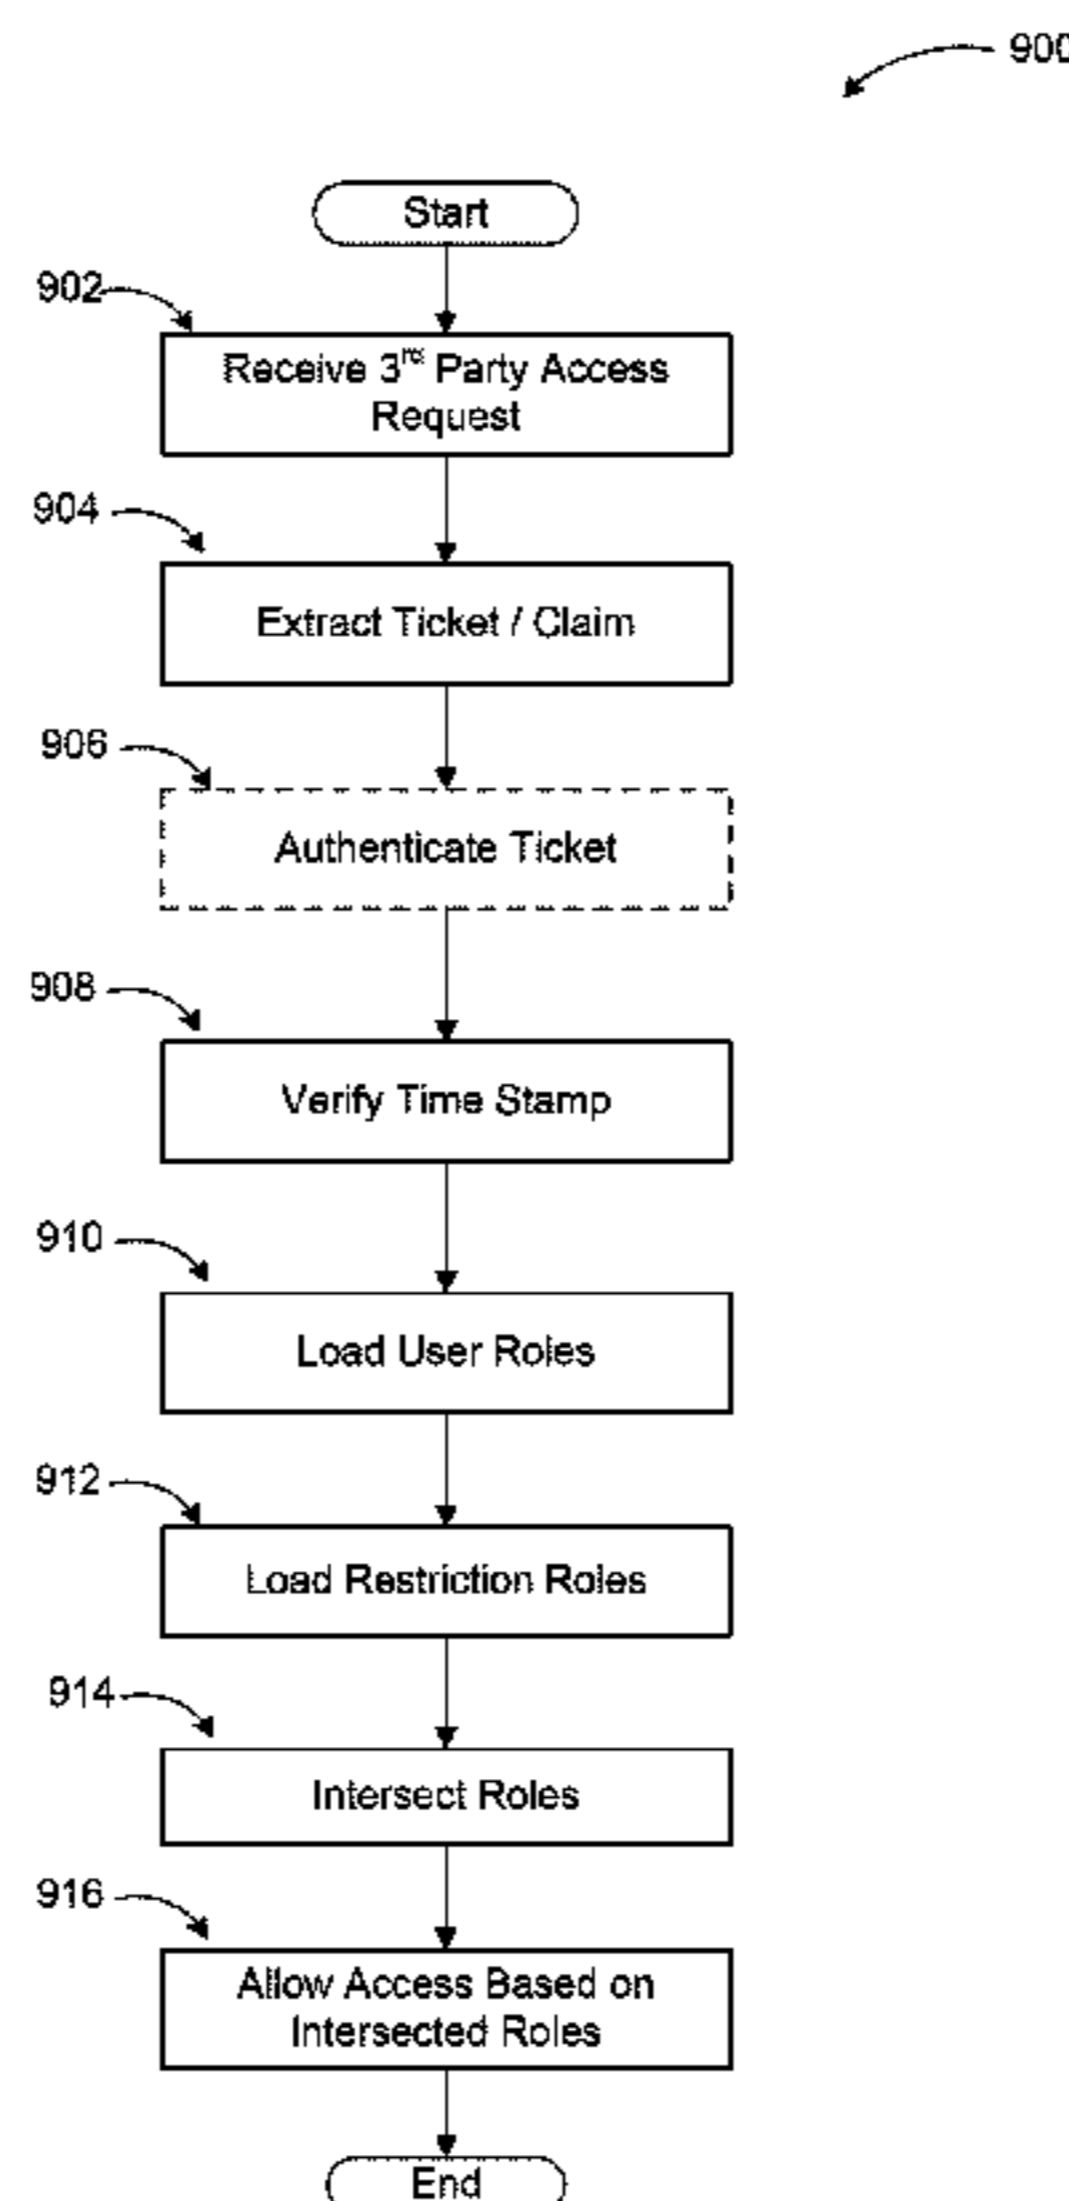 900
Start
902
Receive 3rd Party Access
Request
904
Extract Ticket / Claim
906
Authenticate Ticket
908
Verify Time Stamp
910
Load User Roles
912
Load Restriction Roles
914
Intersect Roles
916
Allow Access Based on
Intersected Roles
End